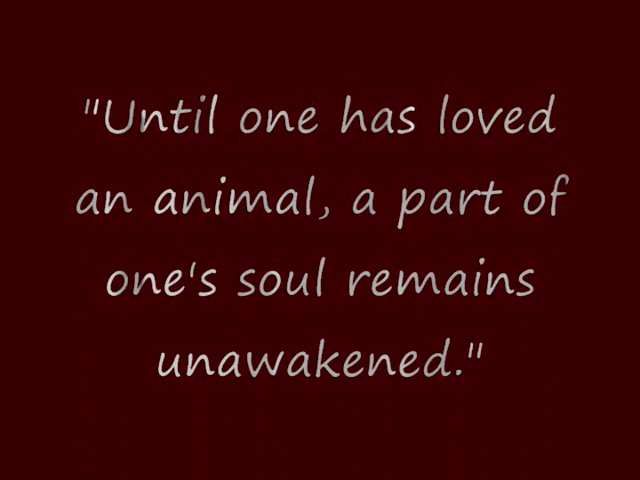 "Until one has loved
an animal, a part of
one's soul remains
unawakened."